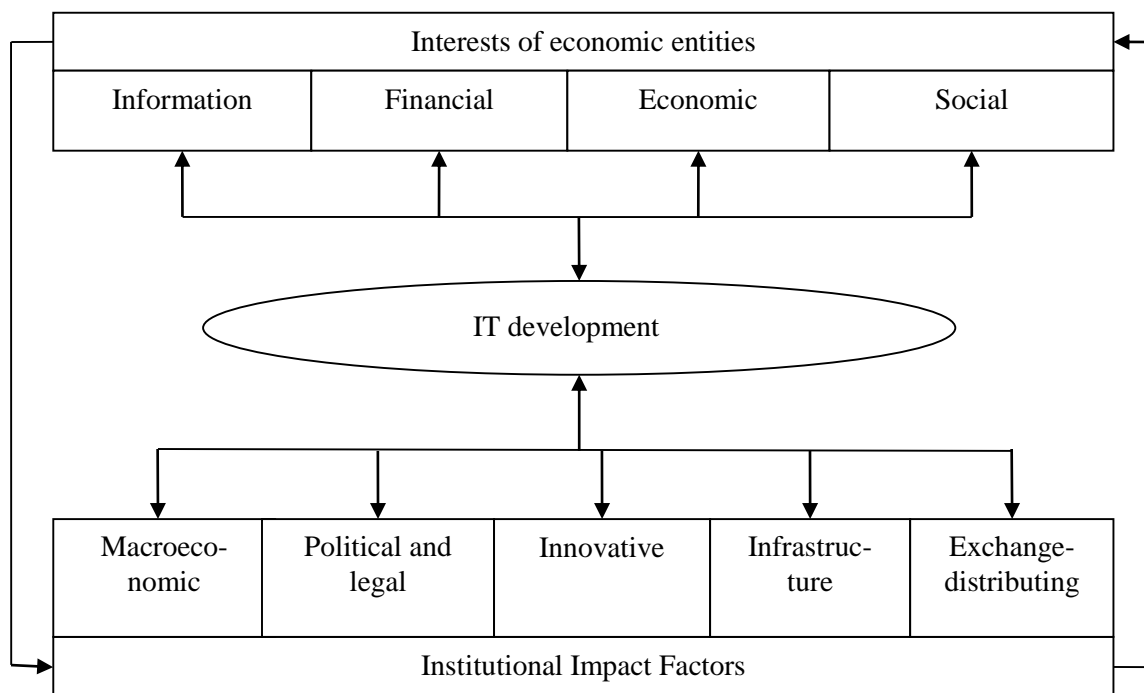 Interests of economic entities
Information
Financial
Economic
Social
IT development
Macroeco-
nomic
Political and
legal
Innovative
Infrastruc-
ture
Exchange-
distributing
Institutional Impact Factors